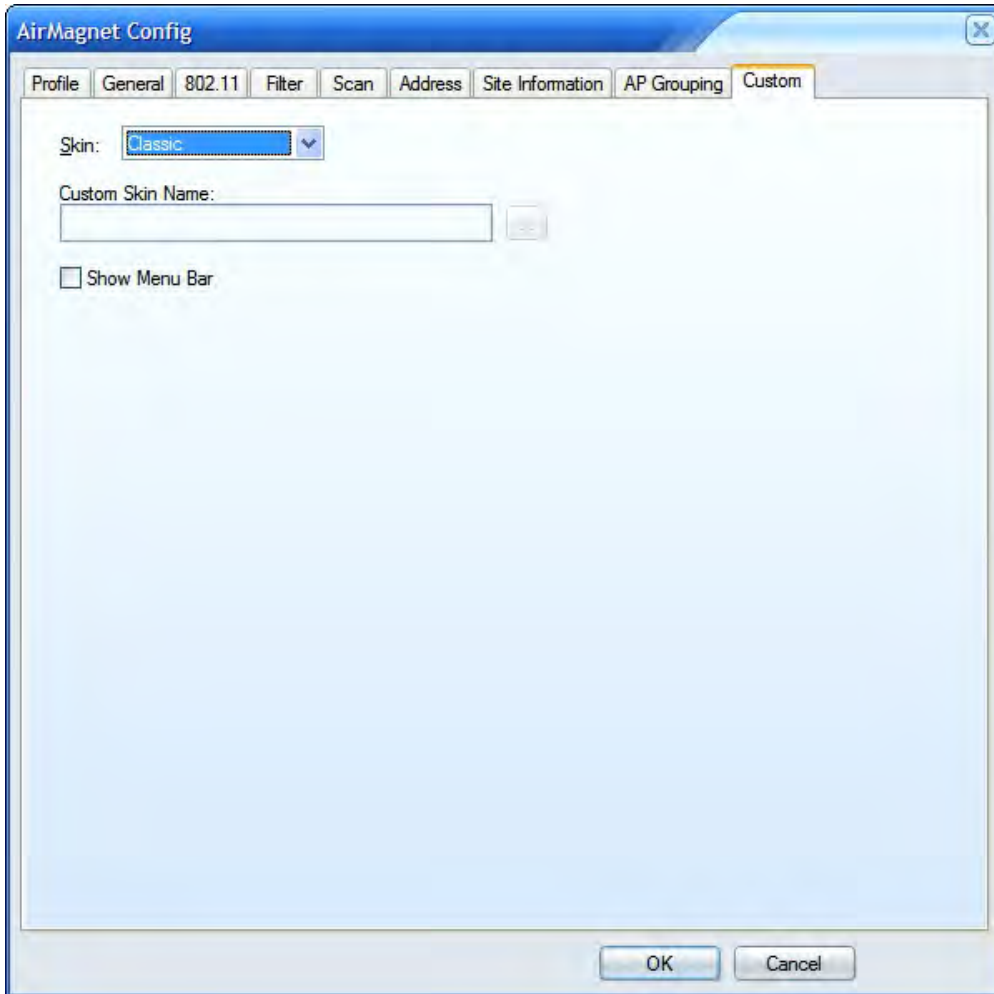 AirMagnet Config
Profile General 802.11 Filter Scan Address Site Information AP Grouping Custom
Skin: Classic
Custom Skin Name:
...
Show Menu Bar
OK Cancel